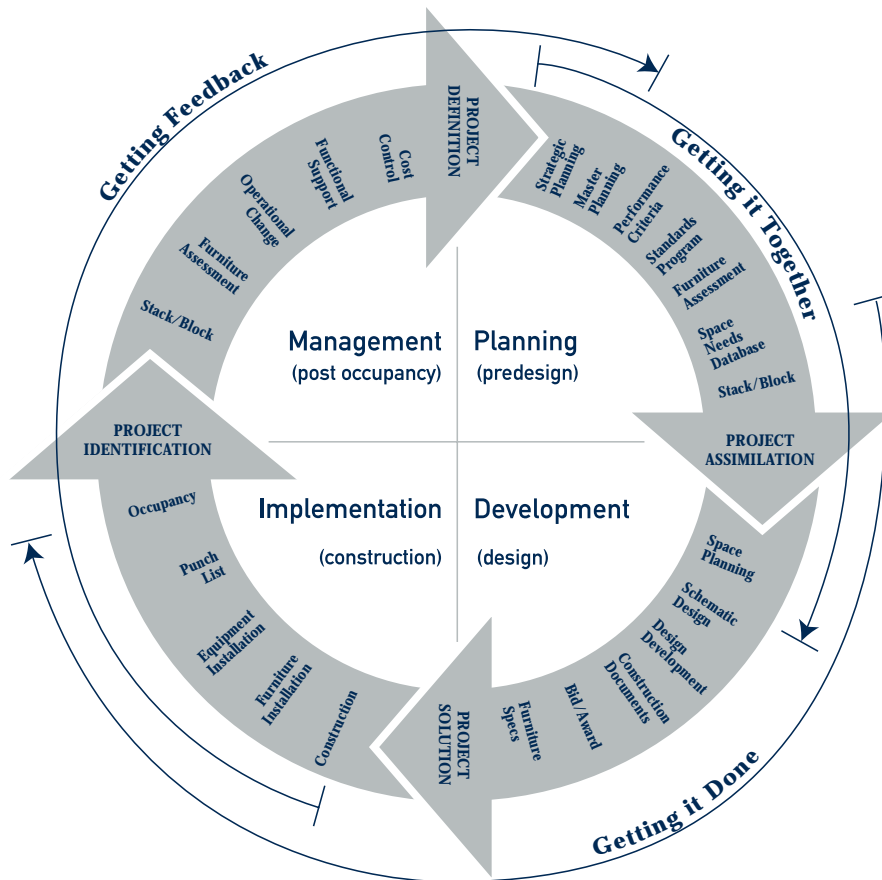 Getting Feedback
PROJECT
DEFINITION
Strategic
Planning
Master
Planning
Performance
Criteria
Standards
Program
Furniture
Assessment
Space
Needs
Database
Stack/Block
Getting it Together
PROJECT
ASSIMILATION
Space
Planning
Schematic
Design
Design
Development
Construction
Documents
Bid/Award
Furniture
Specs
Getting it Done
PROJECT
SOLUTION
Construction
Furniture
Installation
Equipment
Installation
Punch
List
Occupancy
PROJECT
IDENTIFICATION
Stack/Block
Furniture
Assessment
Operational
Change
Functional
Support
Cost
Control
Management
(post occupancy)
Planning
(predesign)
Implementation
(construction)
Development
(design)